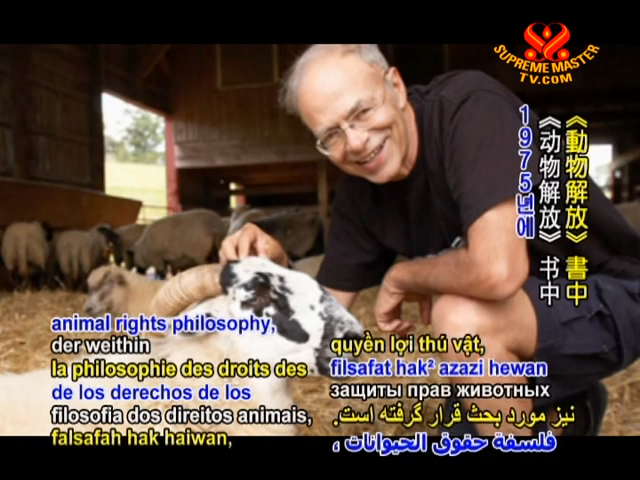 SUPREME MASTER
TV.COM
1975년에
《动物解放》书中
《動物解放》書中
animal rights philosophy,
der weithin
la philosophie des droits des
de los derechos de los
filosofia dos direitos animais,
falsafah hak haiwan,
quyền lợi thú vật,
filsafat hak² azazi hewan
защиты прав животных
نیز مورد بحث قرار گرفته است.
فلسفة حقوق الحيوانات ،